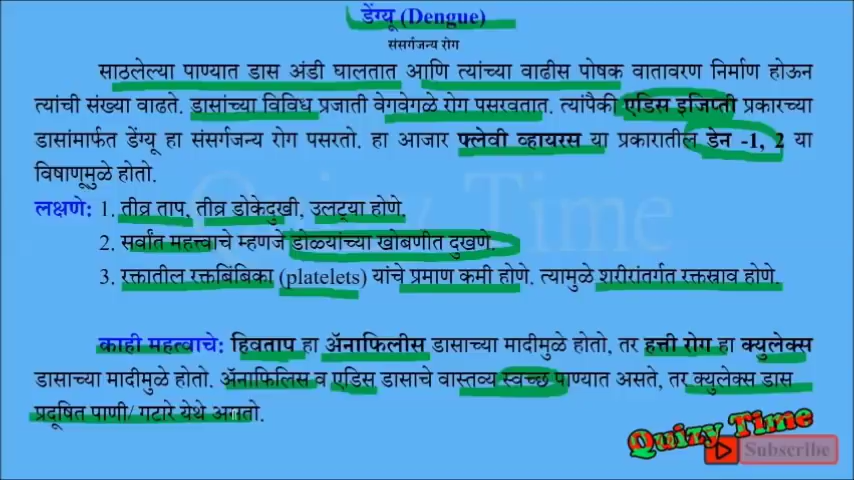 डेंग्यू (Dengue)
संसर्गजन्य रोग
साठलेल्या पाण्यात डास अंडी घालतात आणि त्यांच्या वाढीस पोषक वातावरण निर्माण होऊन
त्यांची संख्या वाढते. डासांच्या विविध प्रजाती वेगवेगळे रोग पसरवतात. त्यांपैकी एडिस इजिप्ती प्रकारच्या
डासांमार्फत डेंग्यू हा संसर्गजन्य रोग पसरतो. हा आजार फ्लेवी व्हायरस या प्रकारातील डेन -1, 2 या
विषाणूमुळे होतो.
लक्षणे: 1. तीव्र ताप, तीव्र डोकेदुखी, उलट्या होणे.
2. सर्वांत महत्त्वाचे म्हणजे डोळ्यांच्या खोबणीत दुखणे.
3. रक्तातील रक्तबिंबिका (platelets) यांचे प्रमाण कमी होणे. त्यामुळे शरीरांतर्गत रक्तस्राव होणे.
काही महत्वाचे: हिवताप हा ॲनाफिलीस डासाच्या मादीमुळे होतो, तर हत्ती रोग हा क्युलेक्स
डासाच्या मादीमुळे होतो. ॲनाफिलिस व एडिस डासाचे वास्तव्य स्वच्छ पाण्यात असते, तर क्युलेक्स डास
प्रदूषित पाणी/ गटारे येथे असतो.
Quizy Time
Subscribe
Quizy Time